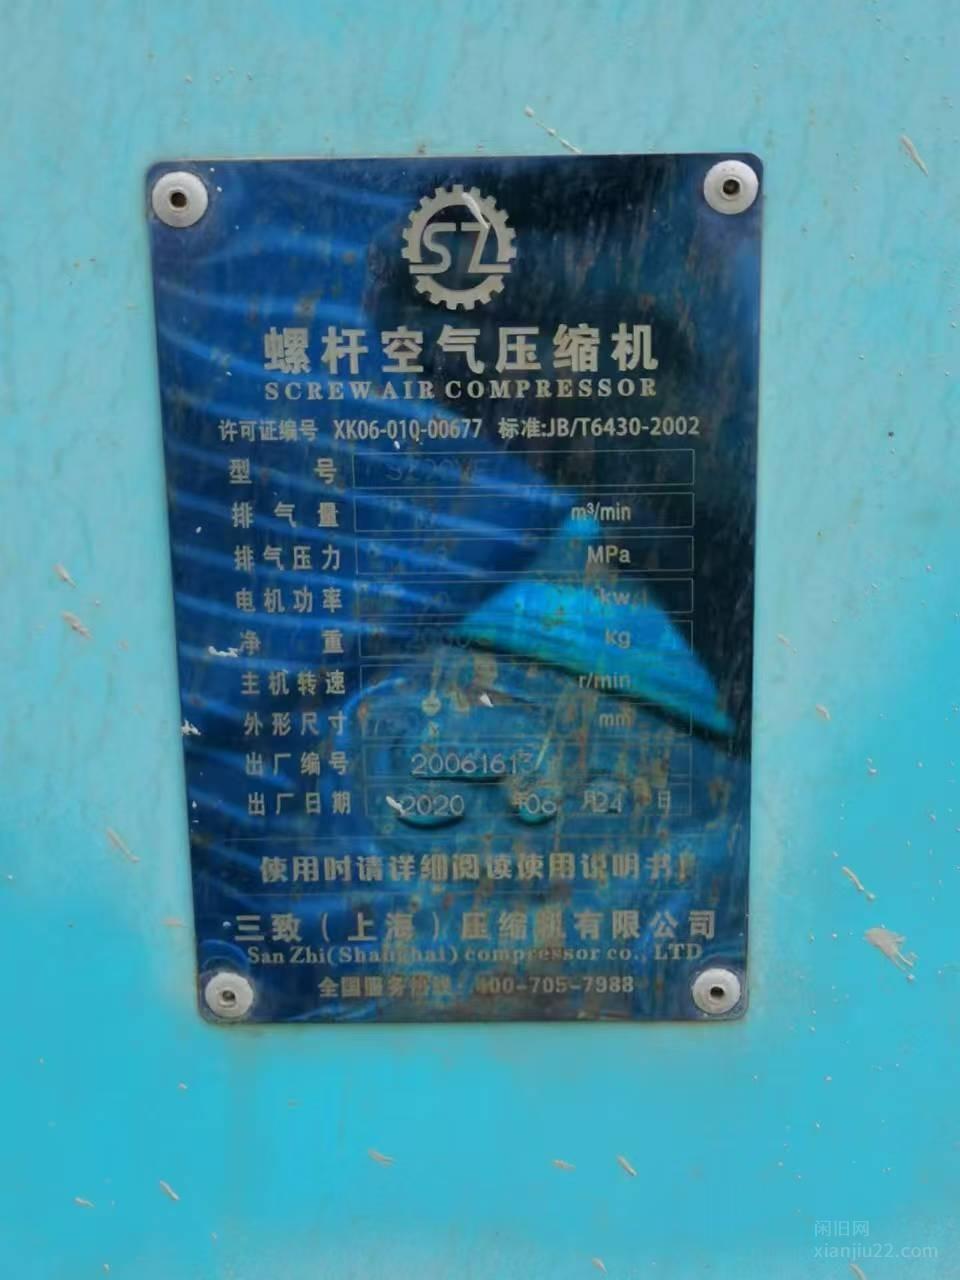 SZ
螺杆空气压缩机
SCREW AIR COMPRESSOR
许可证编号 XK06-010-00677 标准:JB/T6430-2002
型号
排气量 m³/min
排气压力 MPa
电机功率 kw
净重 kg
主机转速 r/min
外形尺寸 mm
出厂编号 20061613
出厂日期 2020 年 06 月 24 日
使用时请详细阅读使用说明书!
三致(上海)压缩机有限公司
San Zhi(Shanghai) compressor co., LTD
全国服务热线: 400-705-7988
闲旧网
xianjiu22.com